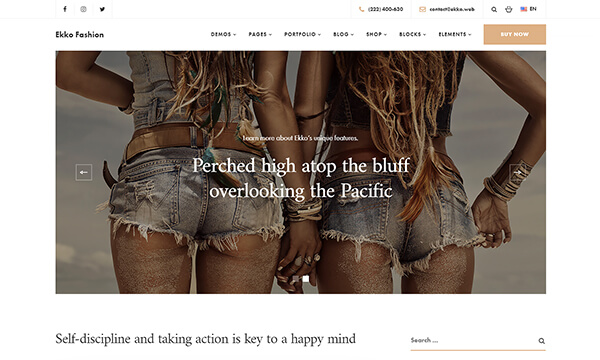 (222) 400-630
contact@ekko.web
EN
Ekko Fashion
DEMOS
PAGES
PORTFOLIO
BLOG
SHOP
BLOCKS
ELEMENTS
BUY NOW
Learn more about Ekko's unique features.
Perched high atop the bluff
overlooking the Pacific
Self-discipline and taking action is key to a happy mind
Search ...